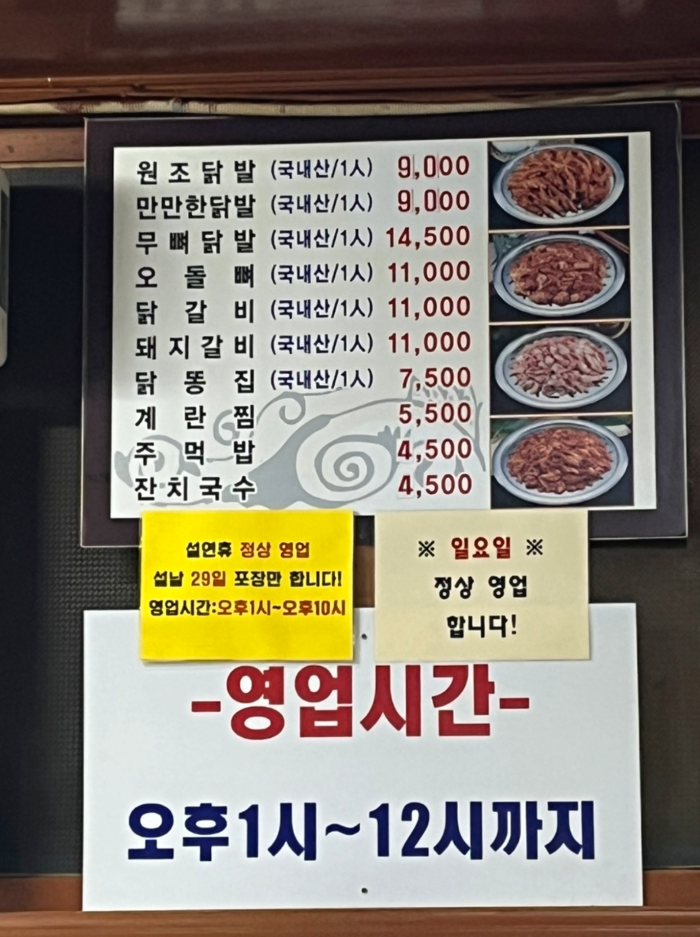 원조닭발 (국내산/1人) 9,000
만만한닭발 (국내산/1人) 9,000
무뼈닭발 (국내산/1人) 14,500
오돌뼈 (국내산/1人) 11,000
닭갈비 (국내산/1人) 11,000
돼지갈비 (국내산/1人) 11,000
닭똥집 (국내산/1人) 7,500
계란찜 5,500
주먹밥 4,500
잔치국수 4,500
설연휴 정상 영업
설날 29일 포장만 합니다!
영업시간:오후1시~오후10시
※ 일요일 ※
정상 영업
합니다!
-영업시간-
오후1시~12시까지